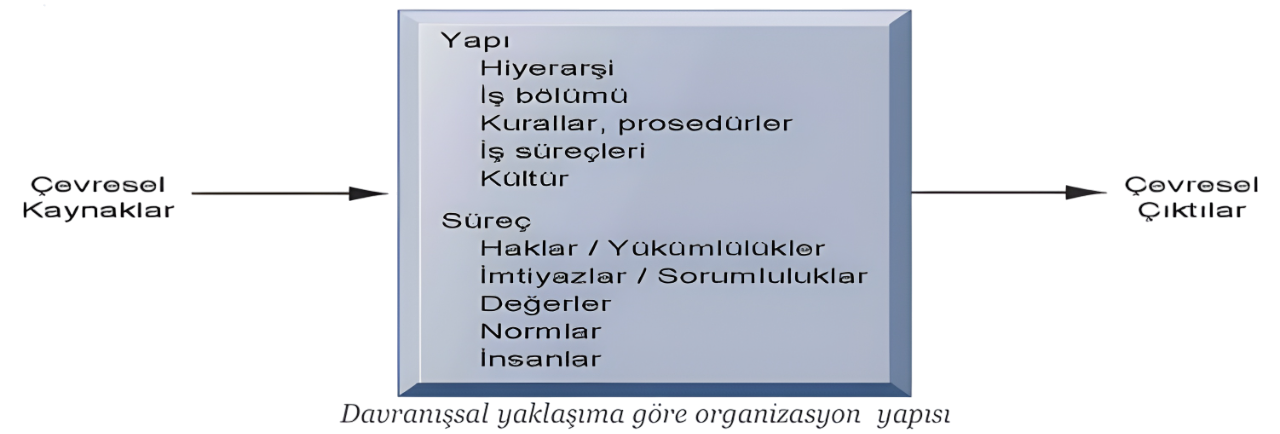 Yapı
Hiyerarşi
İş bölümü
Kurallar, prosedürler
İş süreçleri
Kültür
Çevresel
Kaynaklar
Süreç
Haklar / Yükümlülükler
İmtiyazlar / Sorumluluklar
Değerler
Normlar
İnsanlar
Çevresel
Çıktılar
Davranışsal yaklaşıma göre organizasyon yapısı